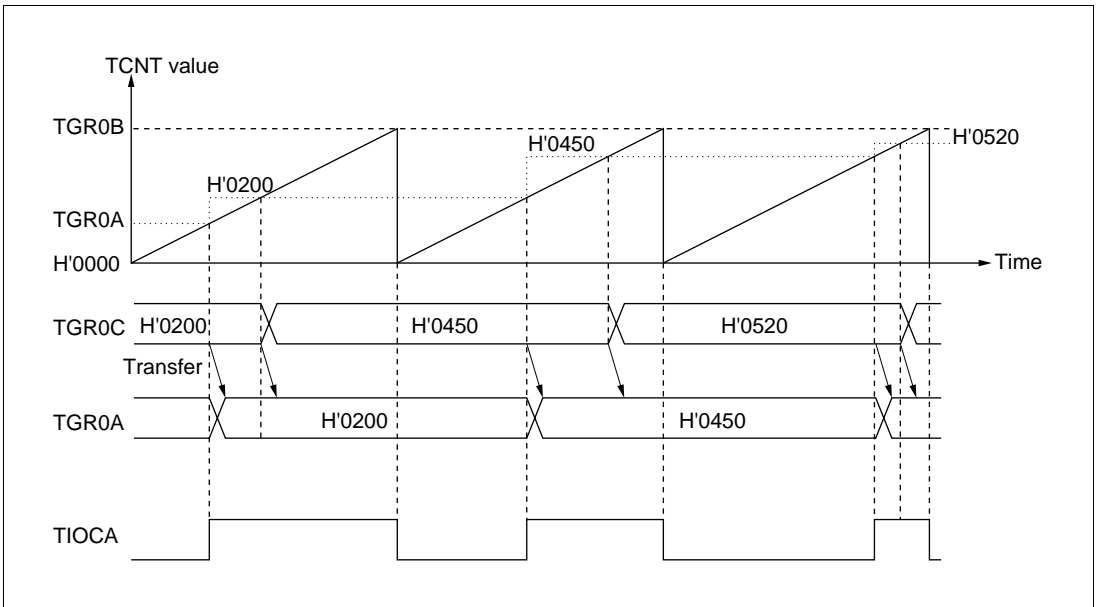 TCNT value
TGR0B
H'0520
H'0450
H'0200
TGR0A
H'0000
Time
TGR0C
H'0200
H'0450
H'0520
Transfer
TGR0A
H'0200
H'0450
TIOCA